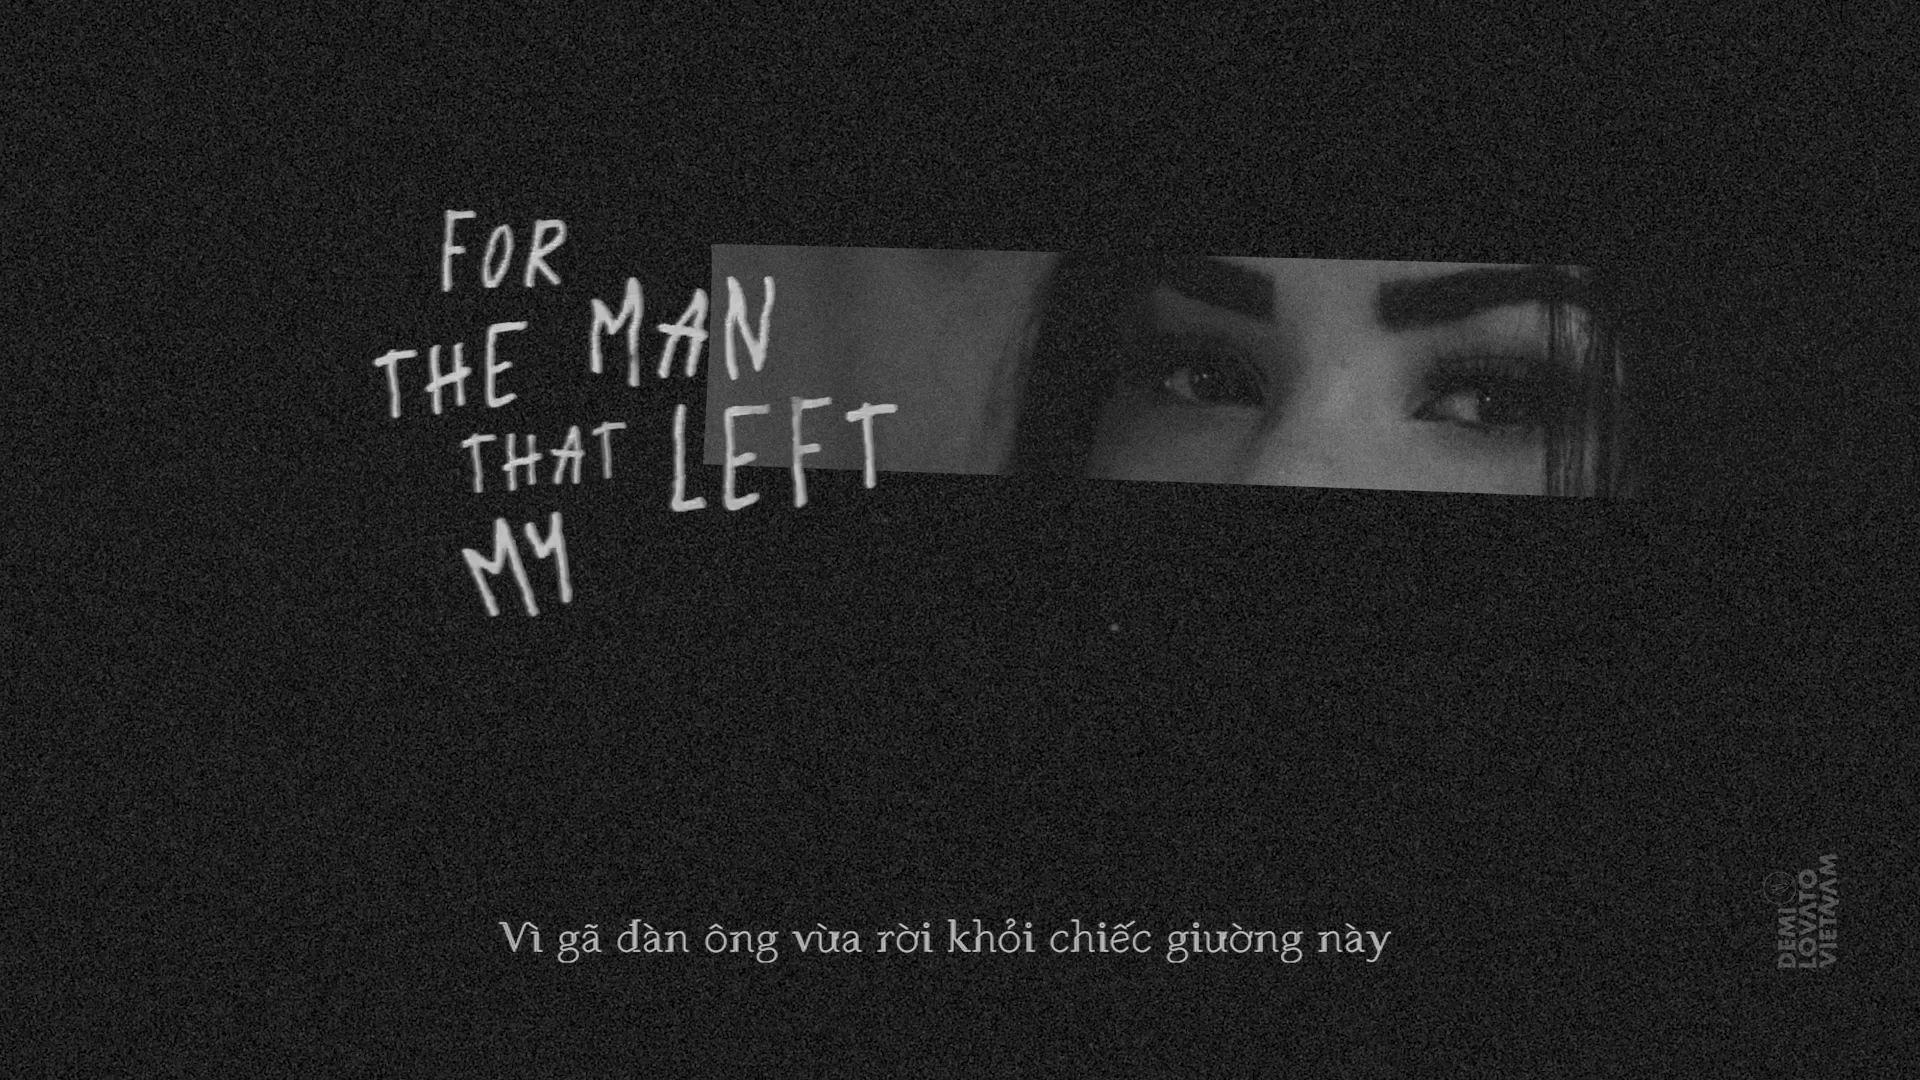 FOR
THE MAN
THAT LEFT
MY
Vì gã đàn ông vừa rời khỏi chiếc giường này
DEMI
LOVATO
VIETNAM